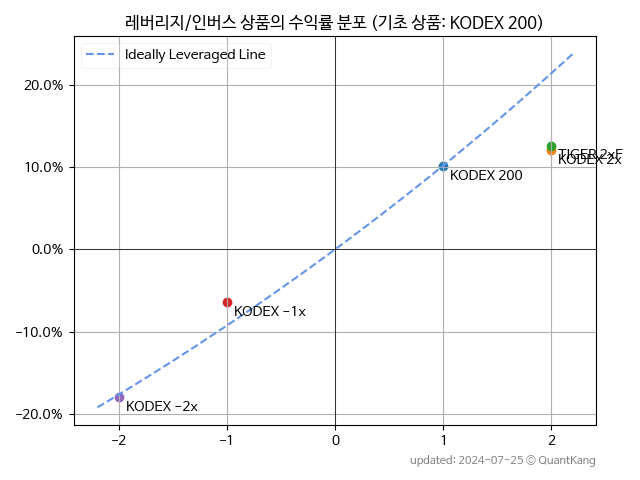 레버리지/인버스 상품의 수익률 분포 (기초 상품: KODEX 200)
Ideally Leveraged Line
20.0%
10.0%
0.0%
−10.0%
−20.0%
TIGER 2xF
KODEX 2x
KODEX 200
KODEX −1x
KODEX −2x
−2
−1
0
1
2
updated: 2024-07-25 © QuantKang